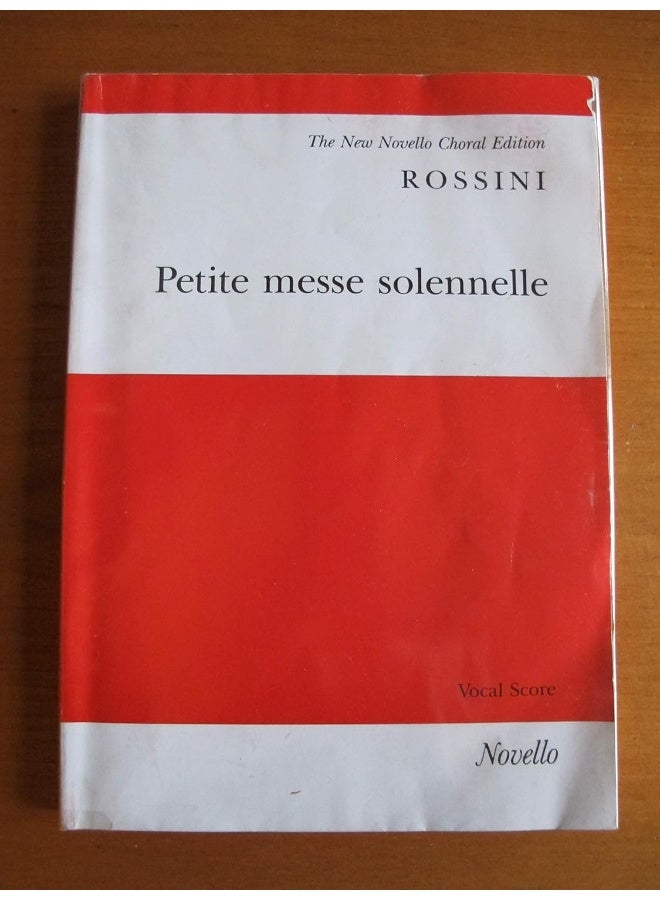 The New Novello Choral Edition
ROSSINI
Petite messe solennelle
Vocal Score
Novello